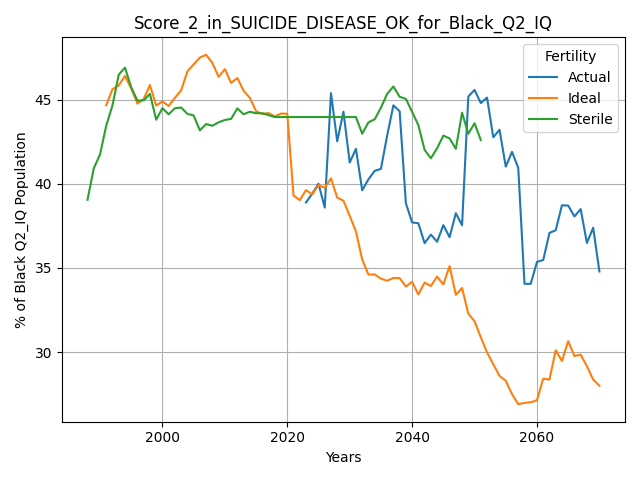 Score_2_in_SUICIDE_DISEASE_OK_for_Black_Q2_IQ
Fertility
Actual
Ideal
Sterile
% of Black Q2_IQ Population
45
40
35
30
2000
2020
2040
2060
Years